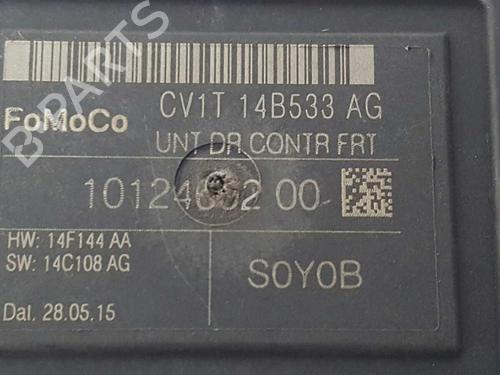 FoMoCo CV1T 14B533 AG
UNT DR CONTR FRT
HW: 14F144 AA
SW: 14C108 AG
S0Y0B
Dat. 28.05.15